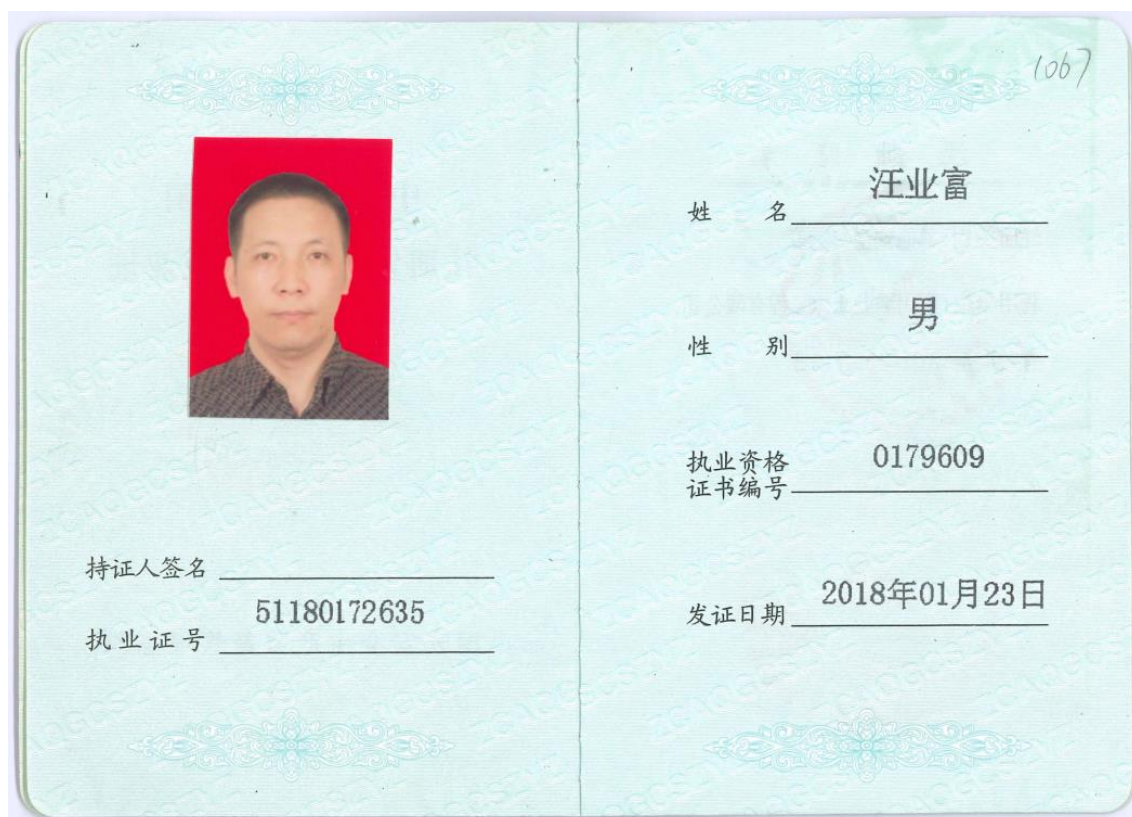 持证人签名
51180172635
执业证号
1067
汪业富
姓 名
男
性 别
执业资格 0179609
证书编号
2018年01月23日
发证日期